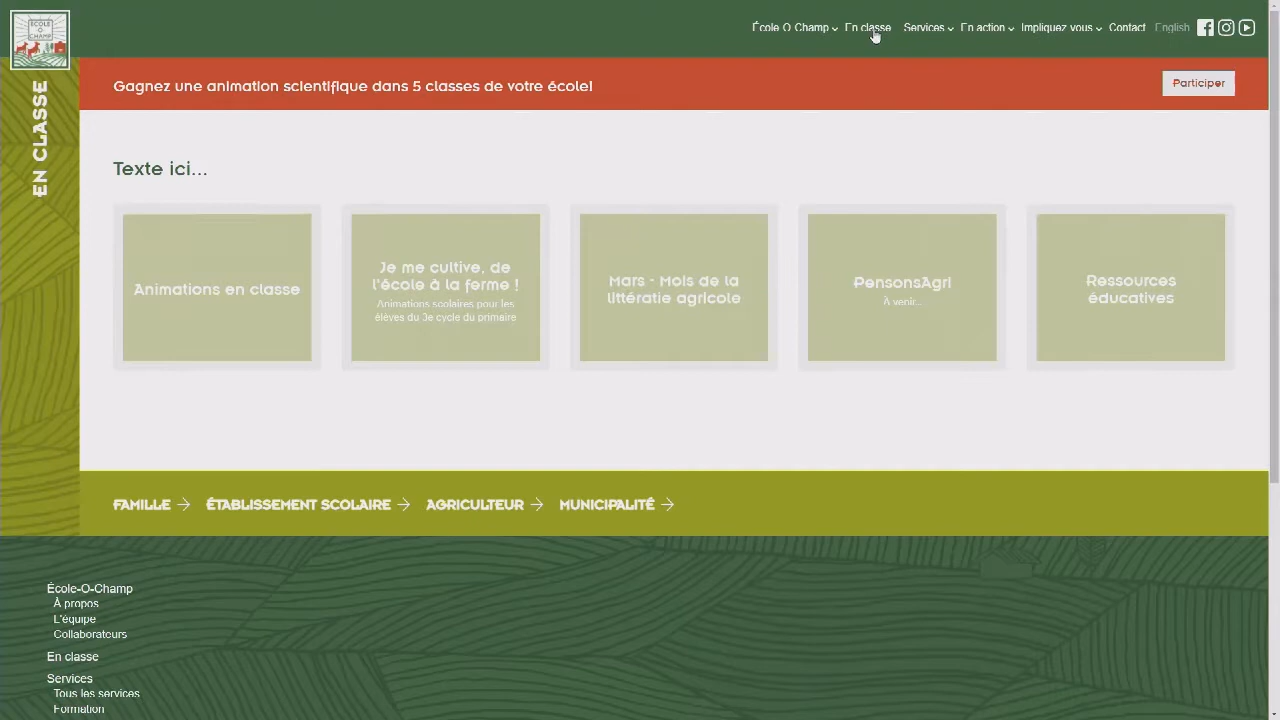 ÉCOLE
O
CHAMP
École-O-Champ
En classe
Services
En action
Impliquez-vous
Contact
English
EN CLASSE
Gagnez une animation scientifique dans 5 classes de votre école!
Participer
Texte ici...
Animations en classe
Je me cultive, de
l'école à la ferme !
Animations scolaires pour les
élèves du 3e cycle du primaire
Mars - Mois de la
littératie agricole
PensonsAgri
À venir...
Ressources
éducatives
FAMILLE
ÉTABLISSEMENT SCOLAIRE
AGRICULTEUR
MUNICIPALITÉ
École-O-Champ
À propos
L'équipe
Collaborateurs
En classe
Services
Tous les services
Formation